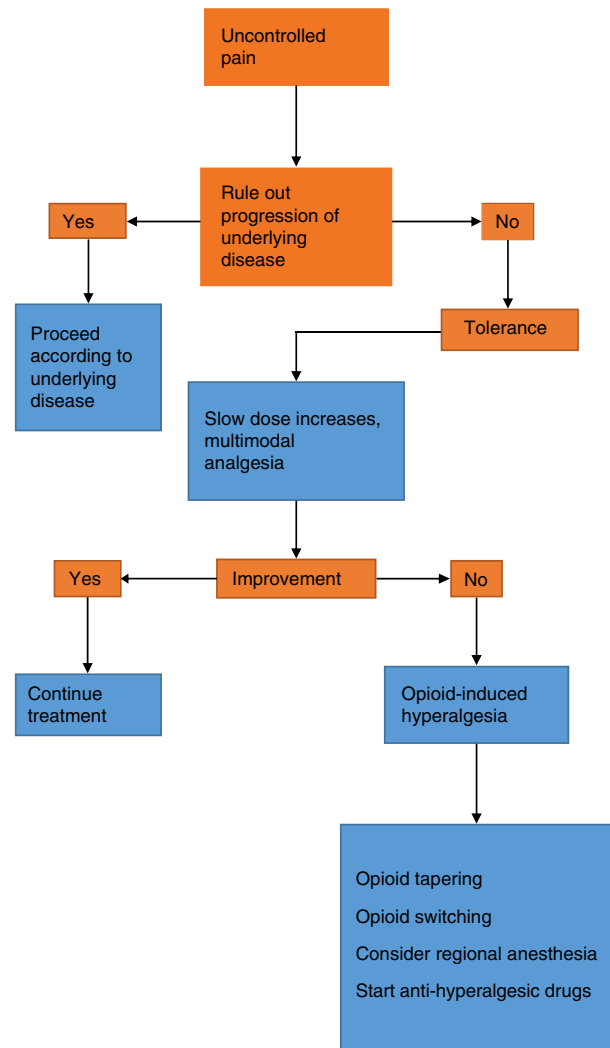 Uncontrolled
pain
Rule out
progression of
underlying
disease
Yes
No
Proceed
according to
underlying
disease
Tolerance
Slow dose increases,
multimodal
analgesia
Yes
Improvement
No
Continue
treatment
Opioid-induced
hyperalgesia
Opioid tapering
Opioid switching
Consider regional anesthesia
Start anti-hyperalgesic drugs